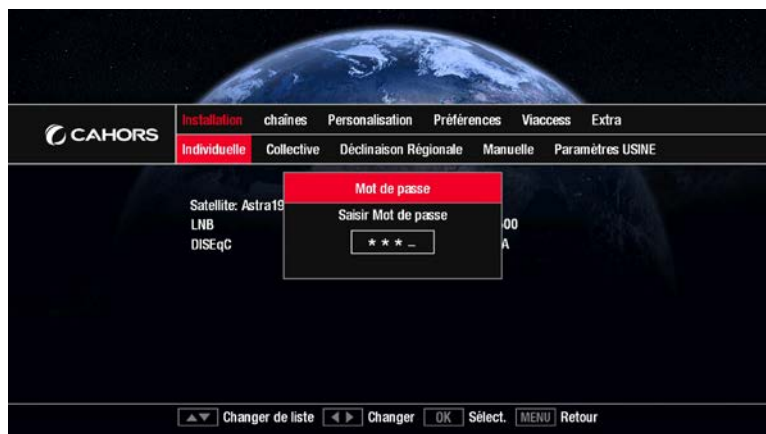 CAHORS
Installation chaînes Personalisation Préférences Viaccess Extra
Individuelle Collective Déclinaison Régionale Manuelle Paramètres USINE
Mot de passe
Saisir Mot de passe
* * * _
Satellite: Astra19
LNB 00
DISEqC A
Changer de liste Changer OK Sélect. MENU Retour